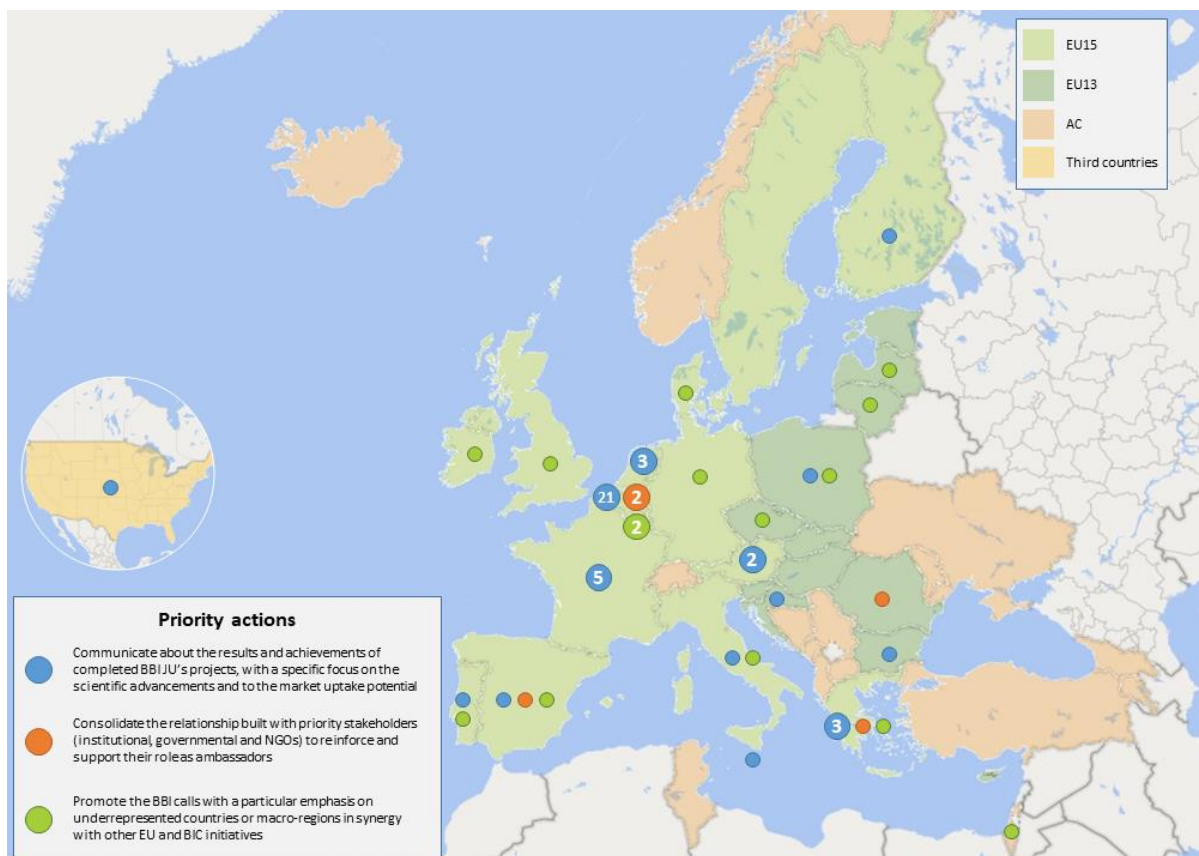 EU15
EU13
AC
Third countries
3
21
2
2
2
5
3
Priority actions
Communicate about the results and achievements of
completed BBI JU's projects, with a specific focus on the
scientific advancements and to the market uptake potential
Consolidate the relationship built with priority stakeholders
(institutional, governmental and NGOs) to reinforce and
support their role as ambassadors
Promote the BBI calls with a particular emphasis on
underrepresented countries or macro-regions in synergy
with other EU and BIC initiatives